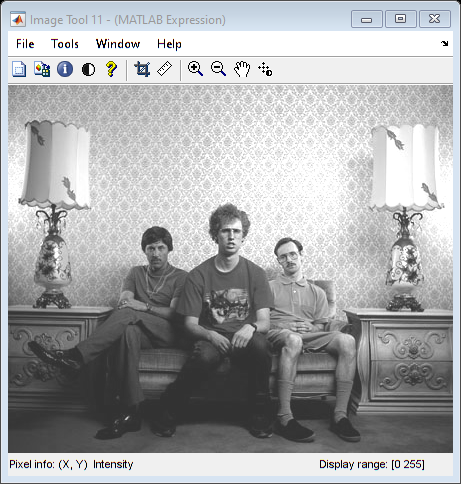 Image Tool 11 - (MATLAB Expression)
File Tools Window Help
Pixel info: (X, Y) Intensity
Display range: [0 255]